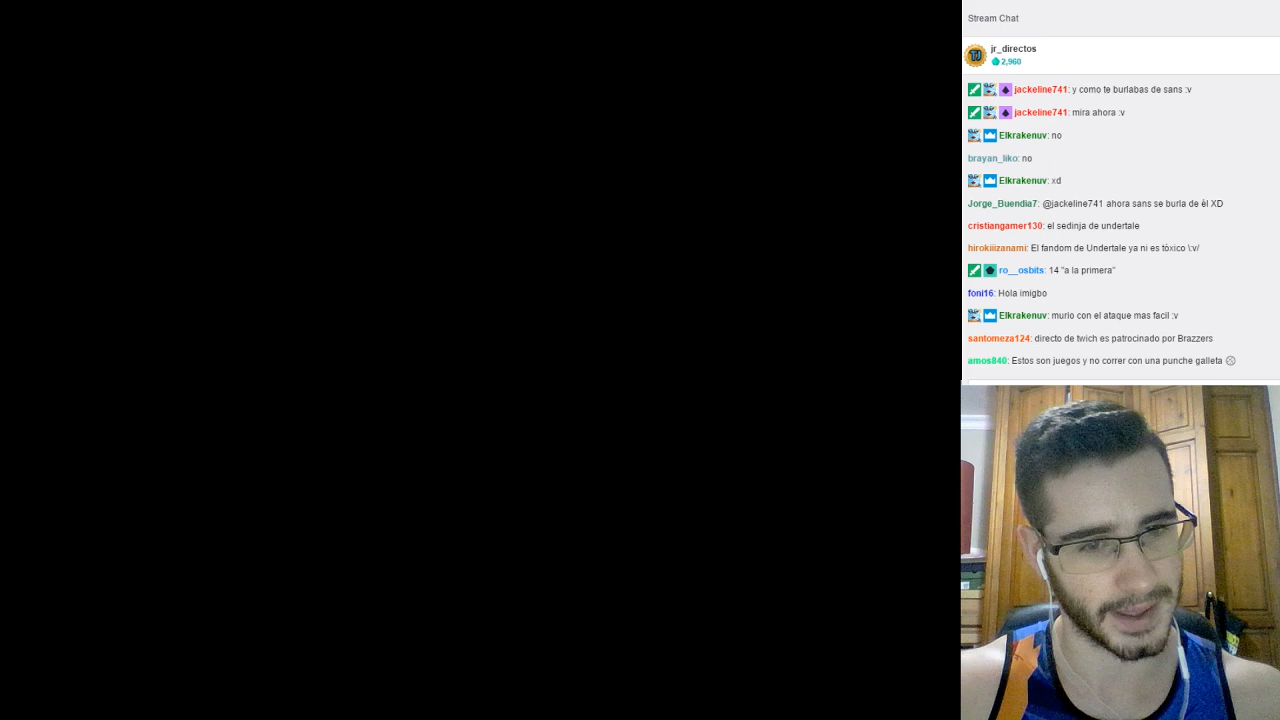 Stream Chat
jr_directos
2,960
jackeline741: y como te burlabas de sans :v
jackeline741: mira ahora :v
Elkrakenuv: no
brayan_liko: no
Elkrakenuv: xd
Jorge_Buendia7: @jackeline741 ahora sans se burla de èl XD
cristiangamer130: el sedinja de undertale
hirokiiizanami: El fandom de Undertale ya ni es tòxico \:v/
ro__osbits: 14 "a la primera"
foni16: Hola imigbo
Elkrakenuv: murio con el ataque mas facil :v
santomeza124: directo de twich es patrocinado por Brazzers
amos840: Estos son juegos y no correr con una punche galleta